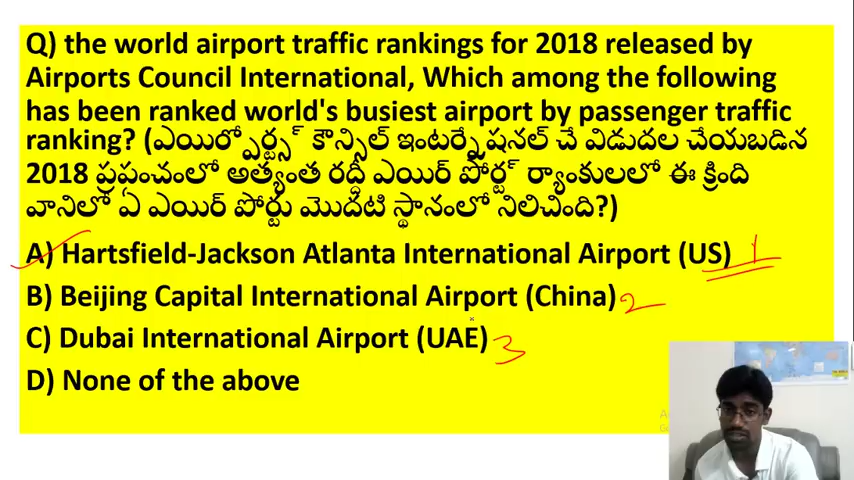 Q) the world airport traffic rankings for 2018 released by
Airports Council International, Which among the following
has been ranked world's busiest airport by passenger traffic
ranking? (ఎయిర్పోర్ట్స్ కౌన్సిల్ ఇంటర్నేషనల్ చే విడుదల చేయబడిన
2018 ప్రపంచంలో అత్యంత రద్దీ ఎయిర్ పోర్ట్ ర్యాంకులలో ఈ క్రింది
వానిలో ఏ ఎయిర్ పోర్టు మొదటి స్థానంలో నిలిచింది?)
A) Hartsfield-Jackson Atlanta International Airport (US) 1
B) Beijing Capital International Airport (China) 2
C) Dubai International Airport (UAE) 3
D) None of the above